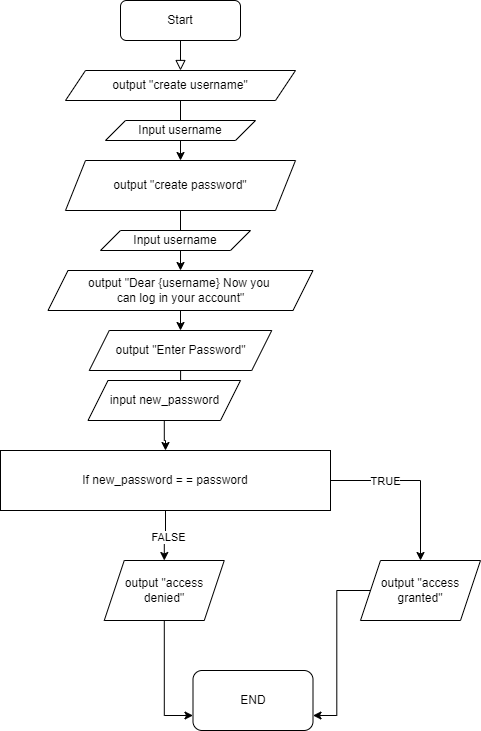 Start
output "create username"
Input username
output "create password"
Input username
output "Dear {username} Now you
can log in your account"
output "Enter Password"
input new_password
If new_password = = password
TRUE
FALSE
output "access
denied"
output "access
granted"
END